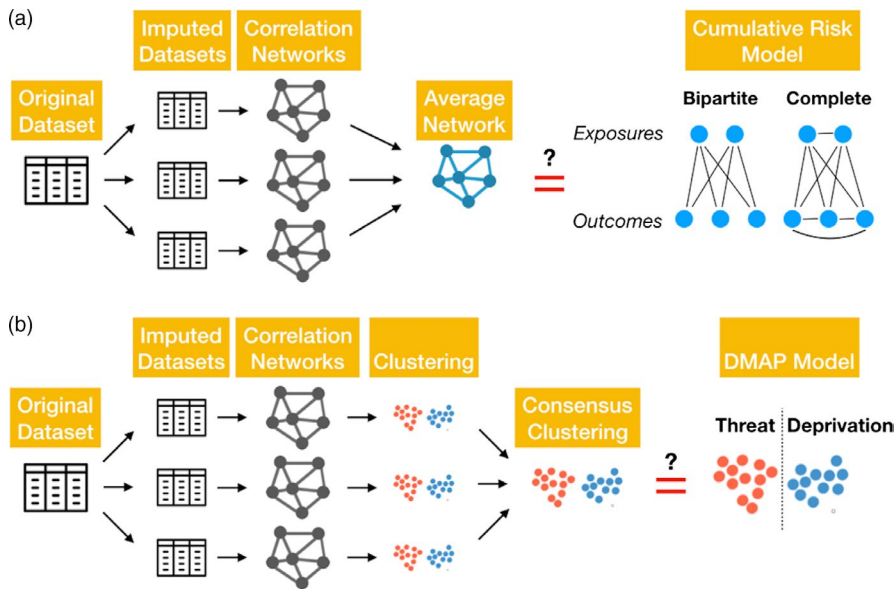 (a)
Imputed
Datasets
Correlation
Networks
Cumulative Risk
Model
Original
Dataset
Average
Network
Bipartite
Complete
Exposures
?
=
Outcomes
(b)
Imputed
Datasets
Correlation
Networks
Clustering
DMAP Model
Original
Dataset
Consensus
Clustering
Threat
Deprivation
?
=